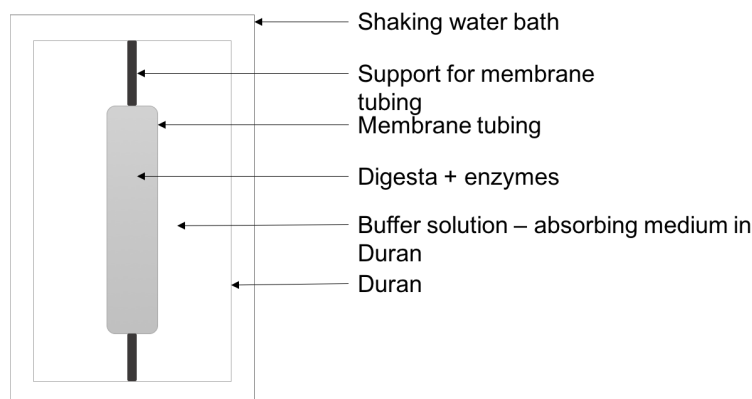 Shaking water bath
Support for membrane
tubing
Membrane tubing
Digesta + enzymes
Buffer solution – absorbing medium in
Duran
Duran